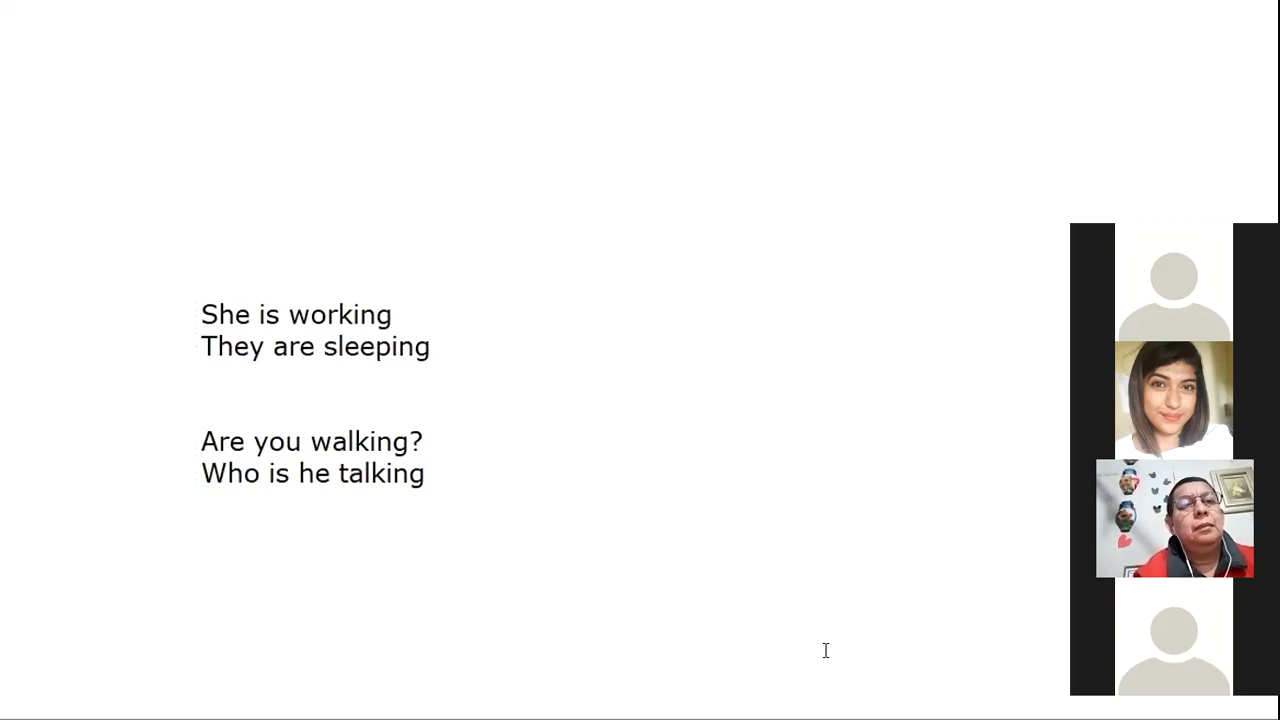 She is working
They are sleeping
Are you walking?
Who is he talking